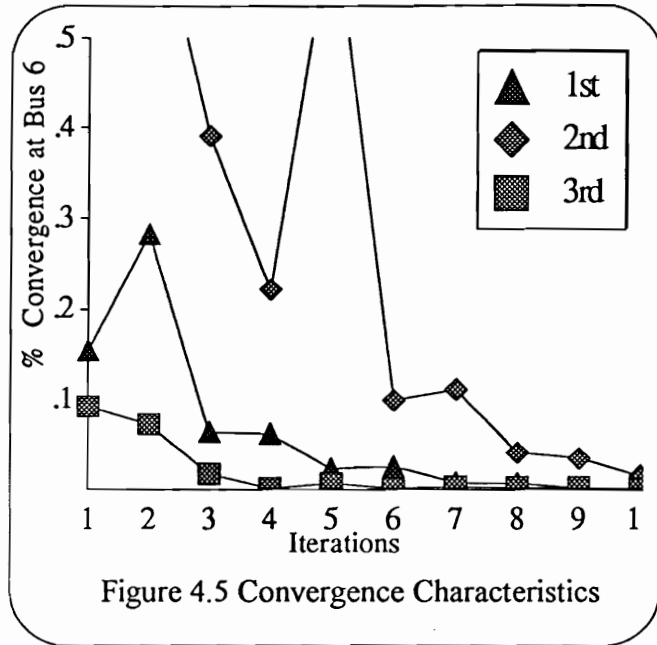 .5
.4
.3
.2
.1
% Convergence at Bus 6
1st
2nd
3rd
1 2 3 4 5 6 7 8 9 1
Iterations
Figure 4.5 Convergence Characteristics